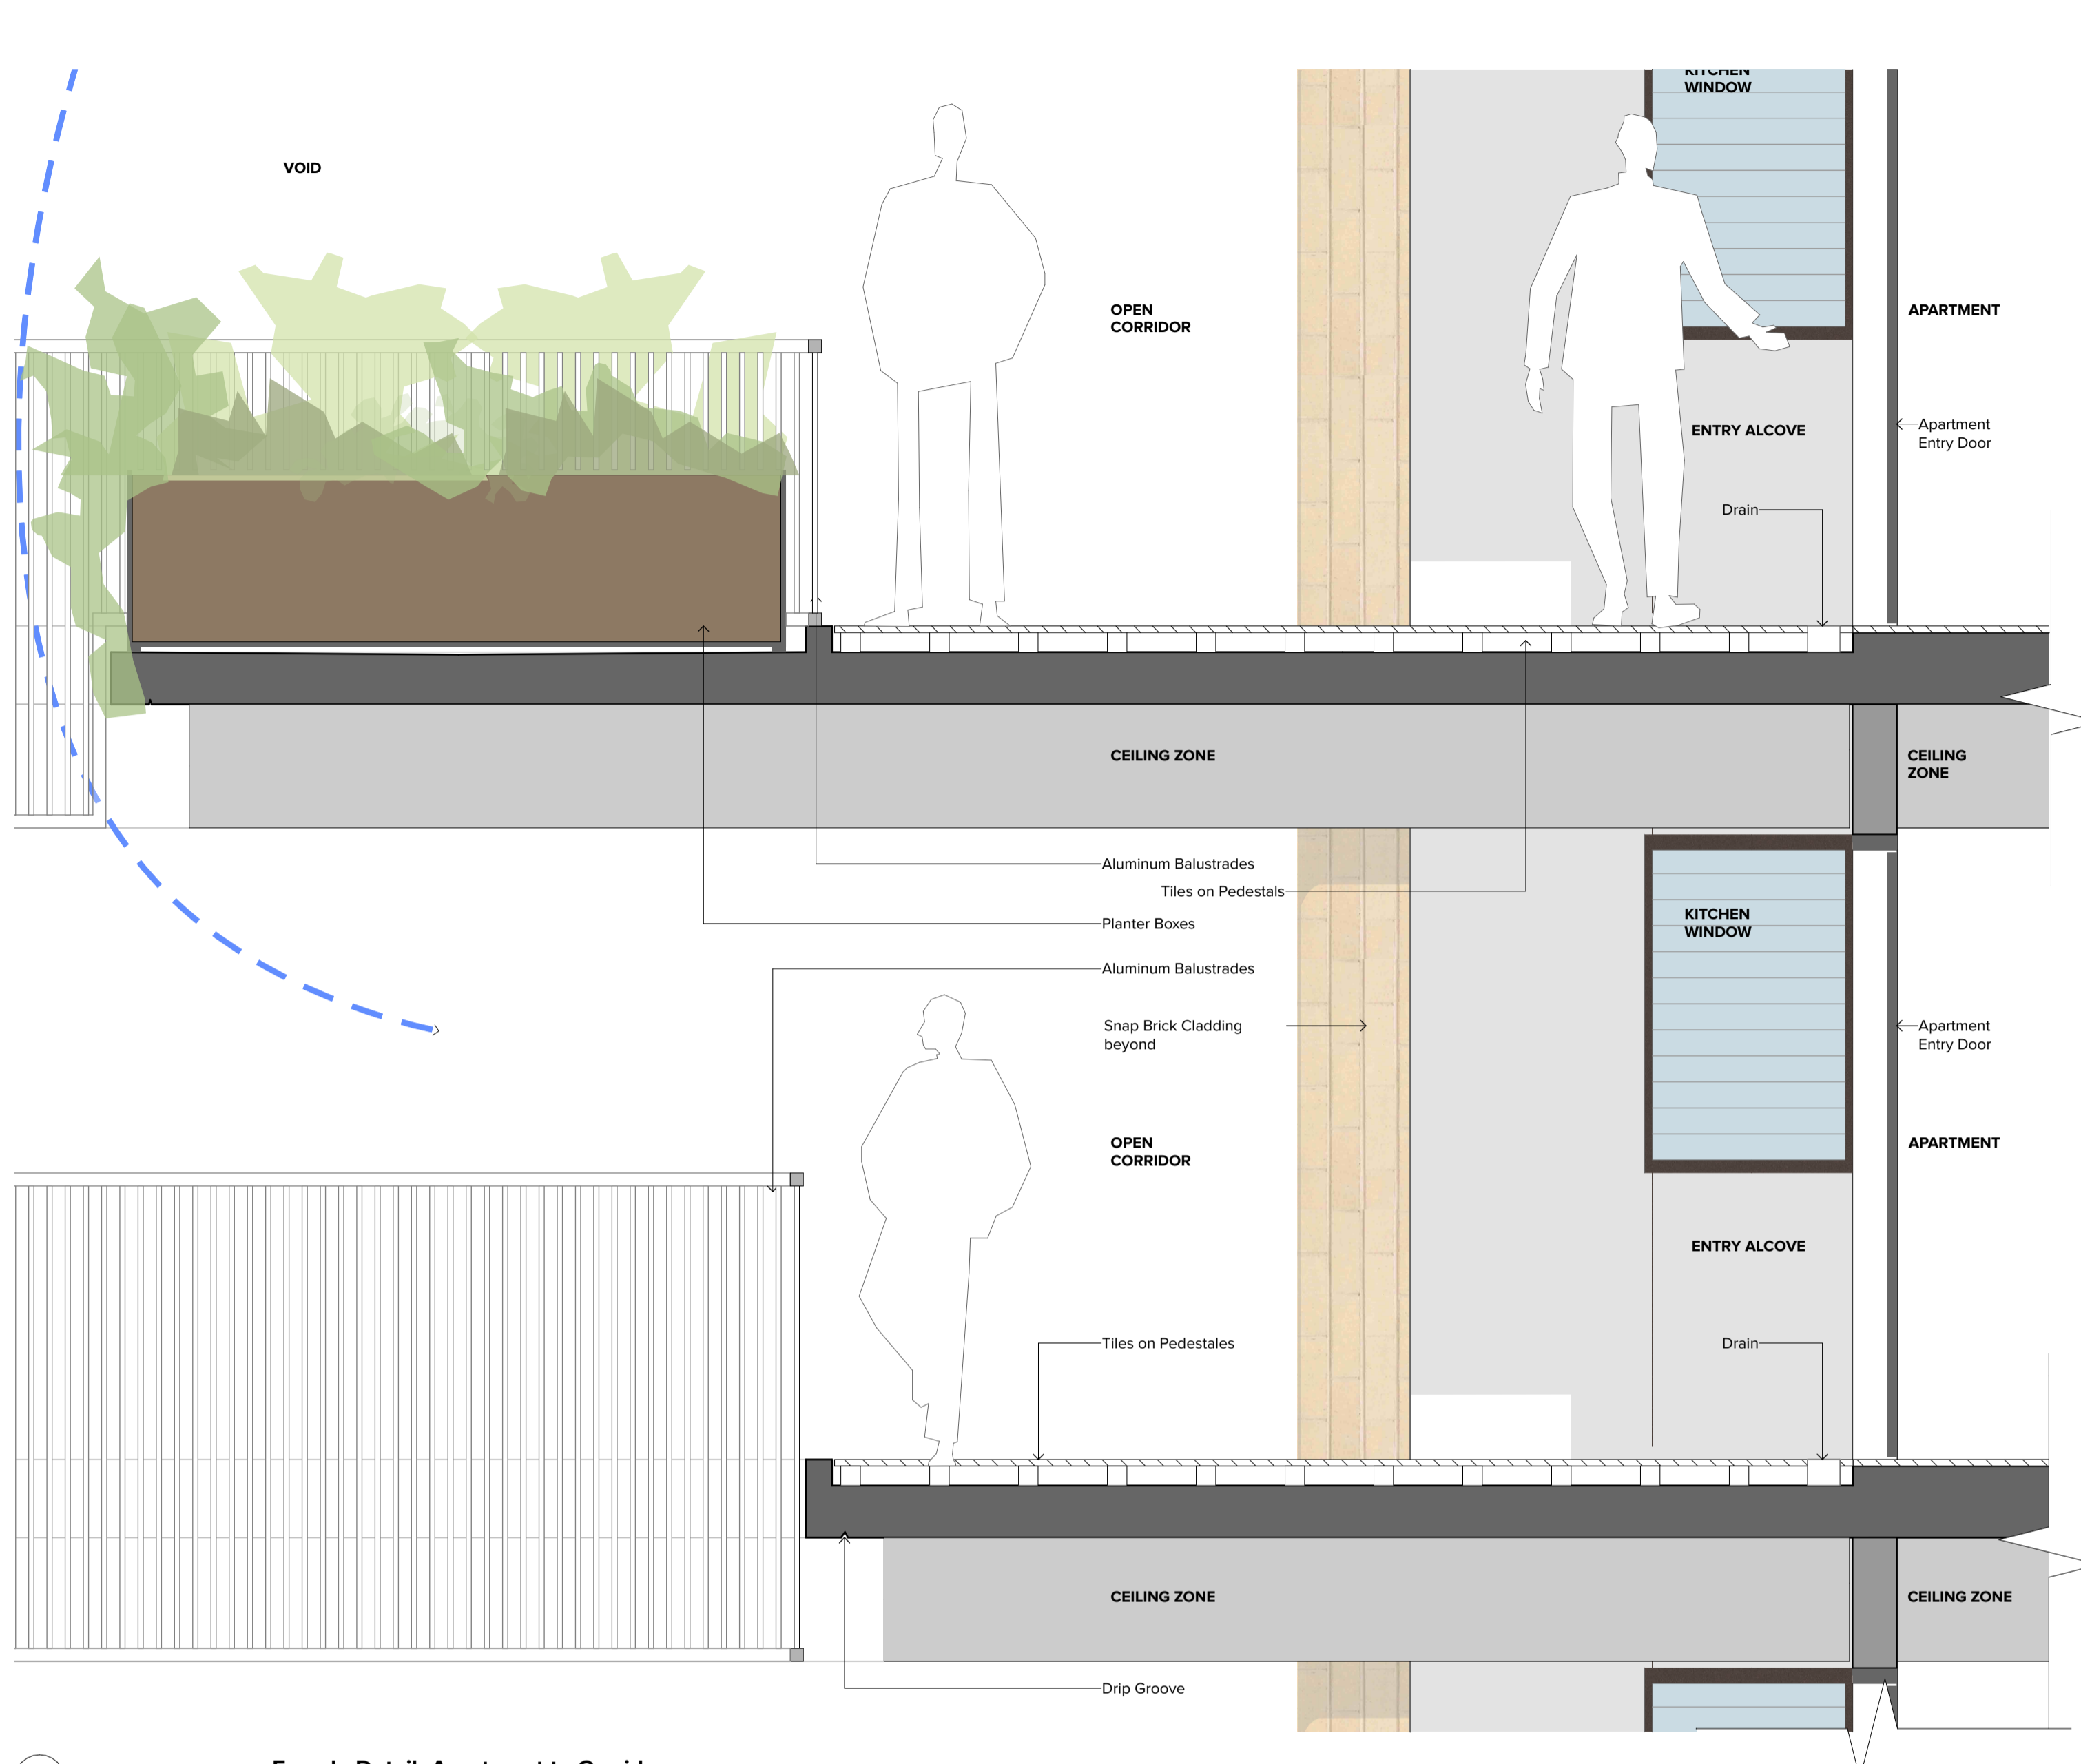 KITCHEN
WINDOW
VOID
OPEN
CORRIDOR
APARTMENT
Apartment
Entry Door
ENTRY ALCOVE
Drain
CEILING ZONE
CEILING
ZONE
Aluminum Balustrades
Tiles on Pedestals
Planter Boxes
KITCHEN
WINDOW
Aluminum Balustrades
Snap Brick Cladding
beyond
Apartment
Entry Door
OPEN
CORRIDOR
APARTMENT
ENTRY ALCOVE
Tiles on Pedestales
Drain
CEILING ZONE
CEILING ZONE
Drip Groove